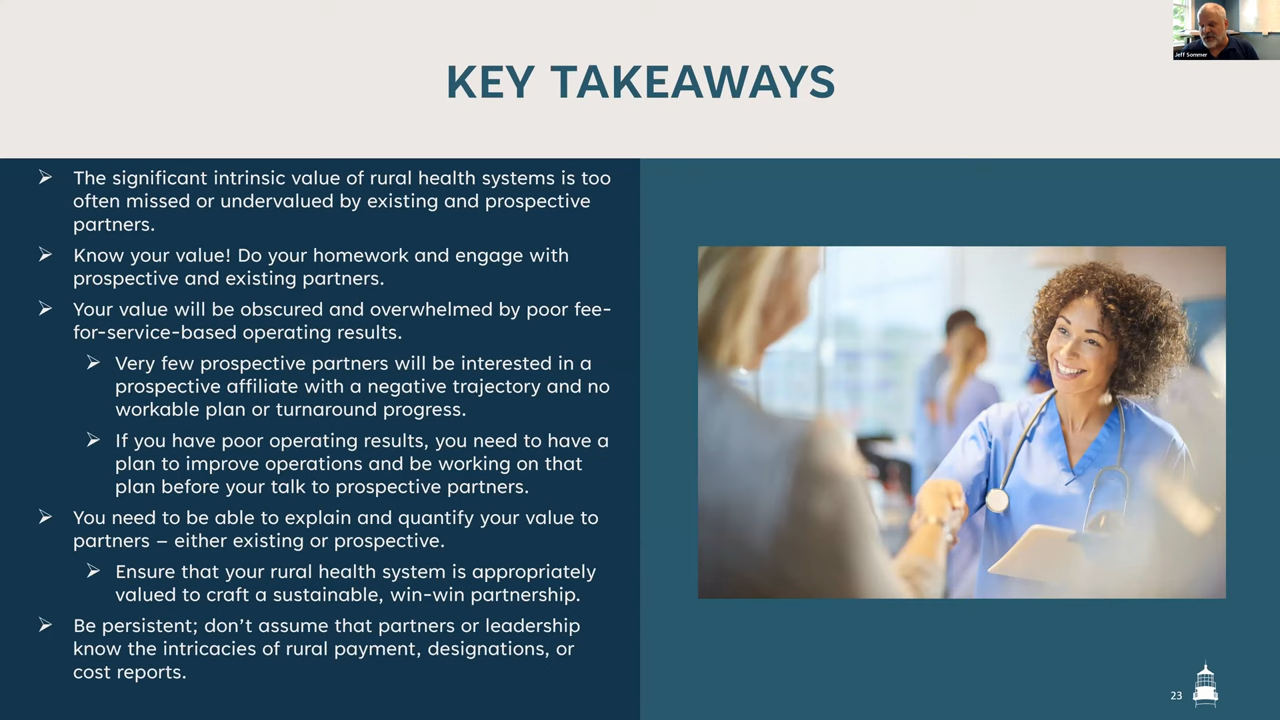 Jeff Sommer
KEY TAKEAWAYS
The significant intrinsic value of rural health systems is too
often missed or undervalued by existing and prospective
partners.
Know your value! Do your homework and engage with
prospective and existing partners.
Your value will be obscured and overwhelmed by poor fee-
for-service-based operating results.
Very few prospective partners will be interested in a
prospective affiliate with a negative trajectory and no
workable plan or turnaround progress.
If you have poor operating results, you need to have a
plan to improve operations and be working on that
plan before your talk to prospective partners.
You need to be able to explain and quantify your value to
partners – either existing or prospective.
Ensure that your rural health system is appropriately
valued to craft a sustainable, win-win partnership.
Be persistent; don’t assume that partners or leadership
know the intricacies of rural payment, designations, or
cost reports.
23